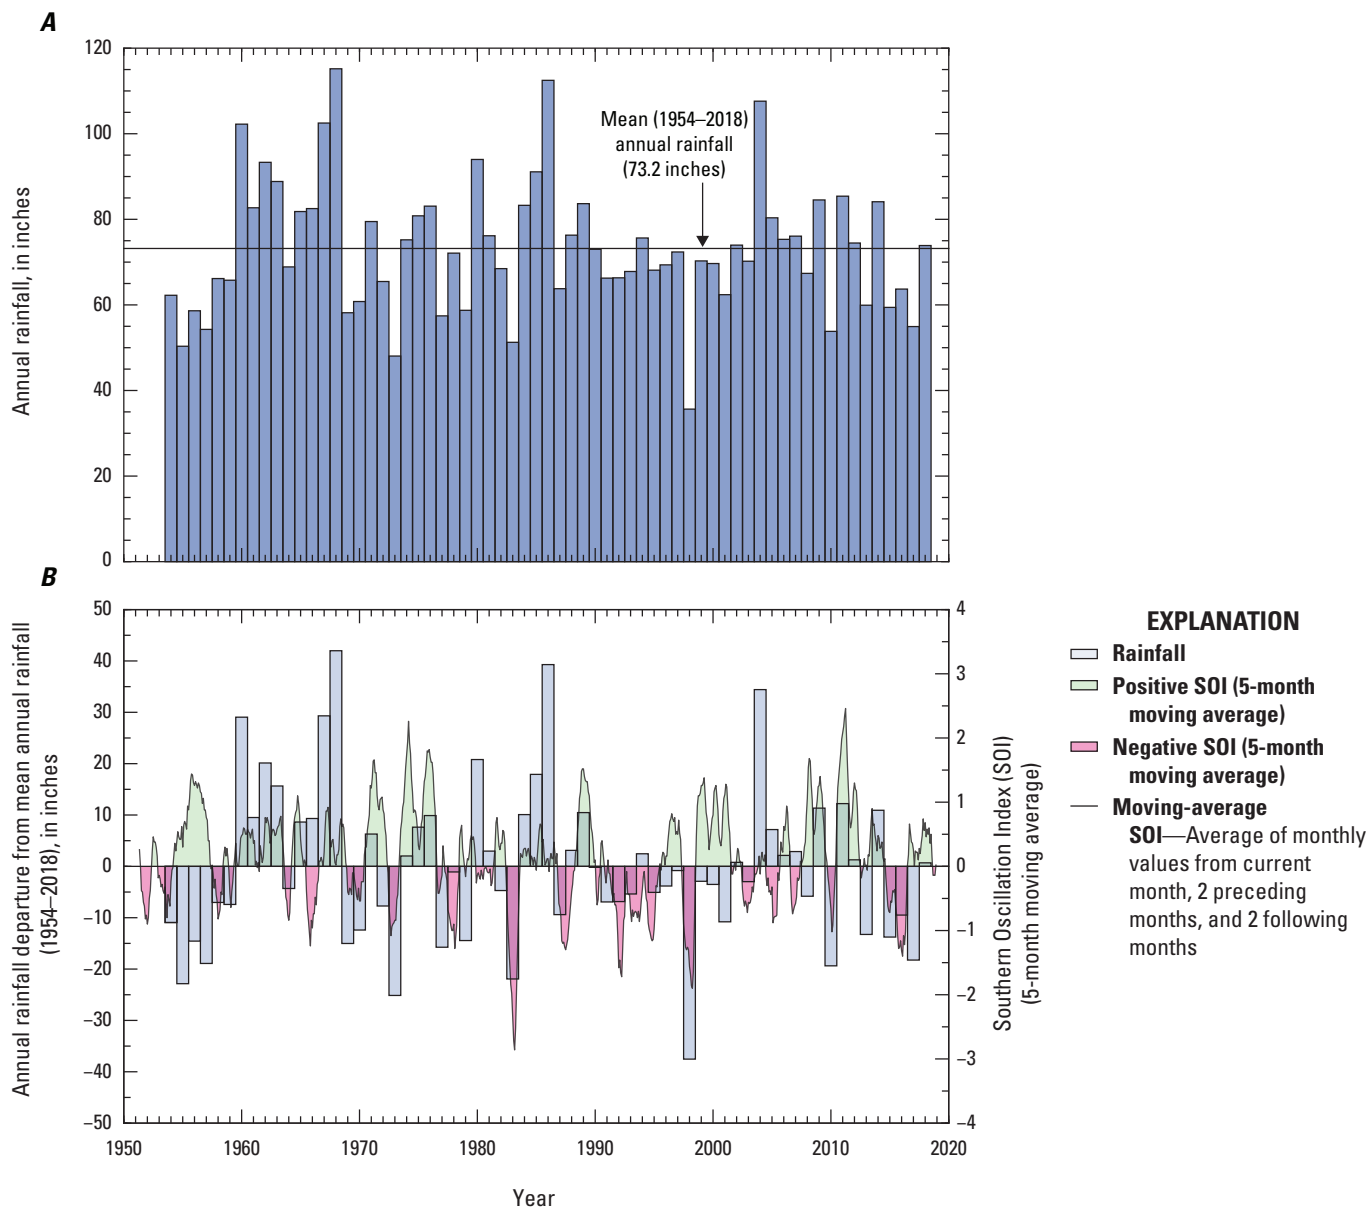 A
120
100
80
60
40
20
0
Annual rainfall, in inches
Mean (1954–2018)
annual rainfall
(73.2 inches)
B
50
40
30
20
10
0
–10
–20
–30
–40
–50
Annual rainfall departure from mean annual rainfall
(1954–2018), in inches
4
3
2
1
0
–1
–2
–3
–4
Southern Oscillation Index (SOI)
(5-month moving average)
1950
1960
1970
1980
1990
2000
2010
2020
Year
EXPLANATION
Rainfall
Positive SOI (5-month
moving average)
Negative SOI (5-month
moving average)
Moving-average
SOI—Average of monthly
values from current
month, 2 preceding
months, and 2 following
months